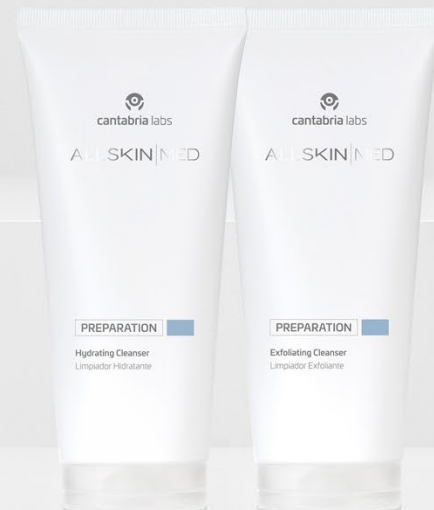 cantabria labs
ALLSKIN|MED
PREPARATION
Hydrating Cleanser
Limpiador Hidratante
cantabria labs
ALLSKIN|MED
PREPARATION
Exfoliating Cleanser
Limpiador Exfoliante